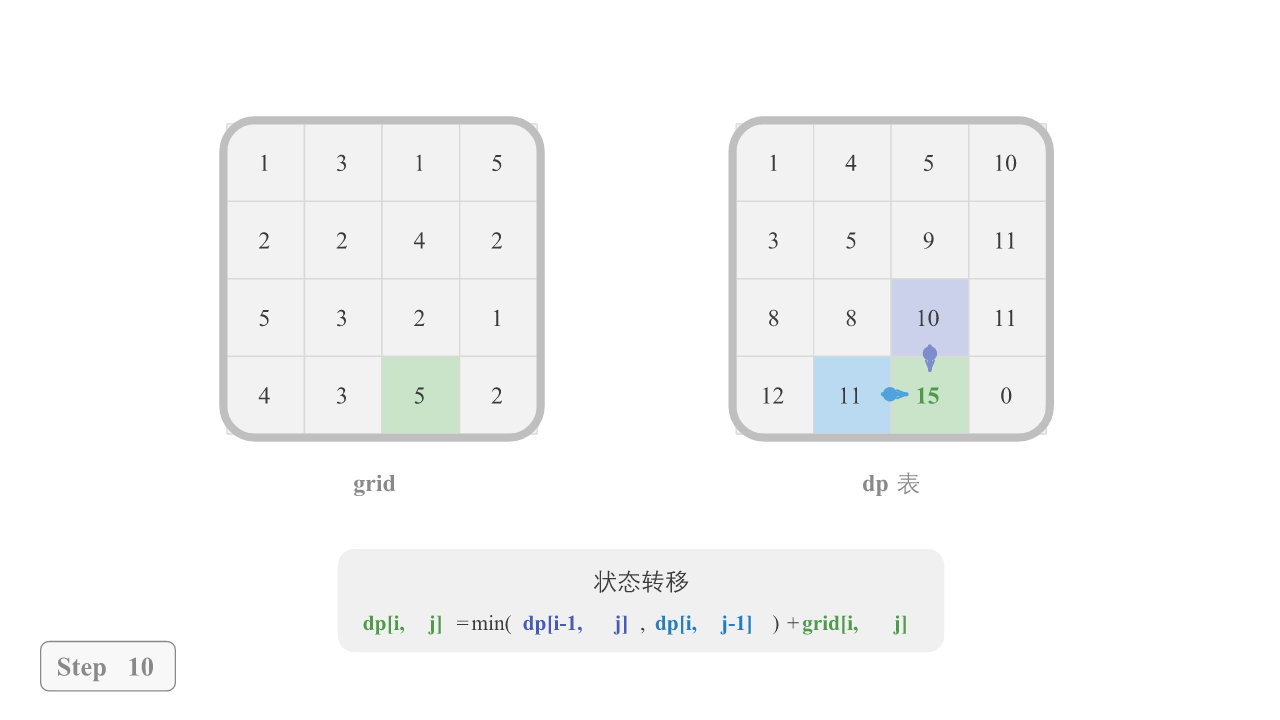 1 3 1 5
2 2 4 2
5 3 2 1
4 3 5 2
grid
1 4 5 10
3 5 9 11
8 8 10 11
12 11 15 0
dp 表
状态转移
dp[i, j] =min( dp[i-1, j] , dp[i, j-1] ) +grid[i, j]
Step 10